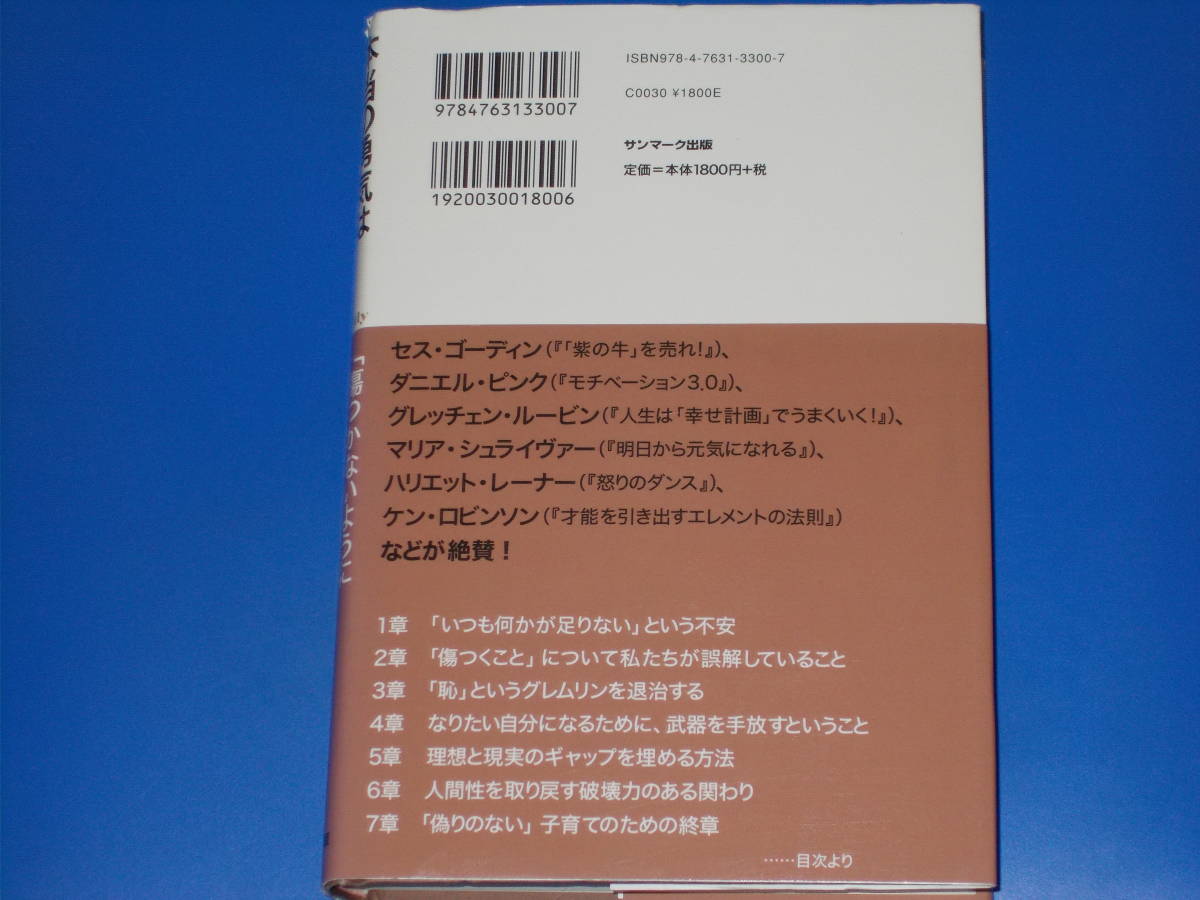 本当の勇気は
「傷つかないように
9784763133007
1920030018006
ISBN978-4-7631-3300-7
C0030 ¥1800E
サンマーク出版
定価=本体1800円+税
セス・ゴーディン(『「紫の牛」を売れ!』)、
ダニエル・ピンク(『モチベーション3.0』)、
グレッチェン・ルービン(『人生は「幸せ計画」でうまくいく!』)、
マリア・シュライヴァー(『明日から元気になれる』)、
ハリエット・レーナー(『怒りのダンス』)、
ケン・ロビンソン(『才能を引き出すエレメントの法則』)
などが絶賛!
1章 「いつも何かが足りない」という不安
2章 「傷つくこと」について私たちが誤解していること
3章 「恥」というグレムリンを退治する
4章 なりたい自分になるために、武器を手放すということ
5章 理想と現実のギャップを埋める方法
6章 人間性を取り戻す破壊力のある関わり
7章 「偽りのない」子育てのための終章
……目次より